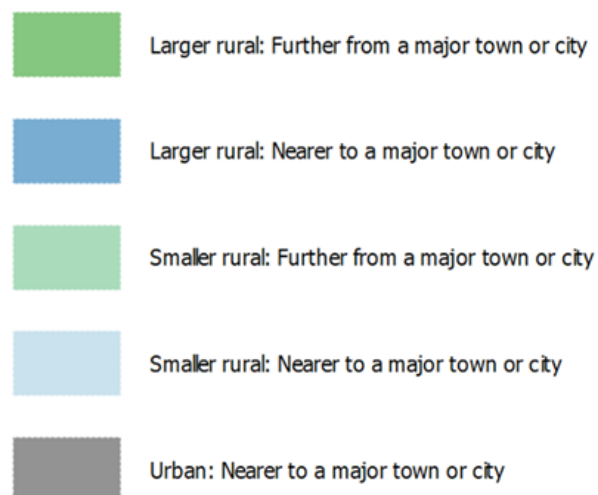 Larger rural: Further from a major town or city
Larger rural: Nearer to a major town or city
Smaller rural: Further from a major town or city
Smaller rural: Nearer to a major town or city
Urban: Nearer to a major town or city